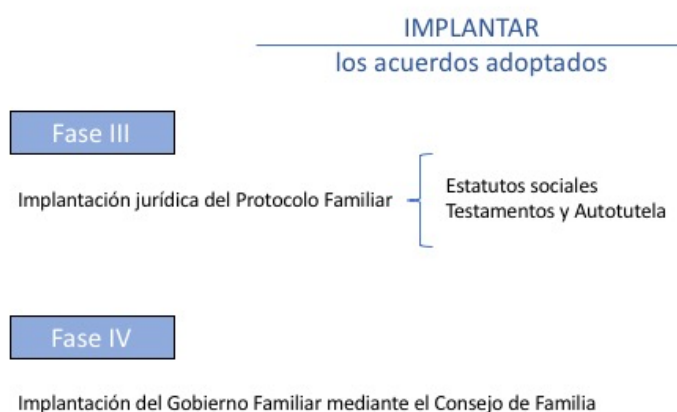 IMPLANTAR
los acuerdos adoptados
Fase III
Implantación jurídica del Protocolo Familiar
Estatutos sociales
Testamentos y Autotutela
Fase IV
Implantación del Gobierno Familiar mediante el Consejo de Familia